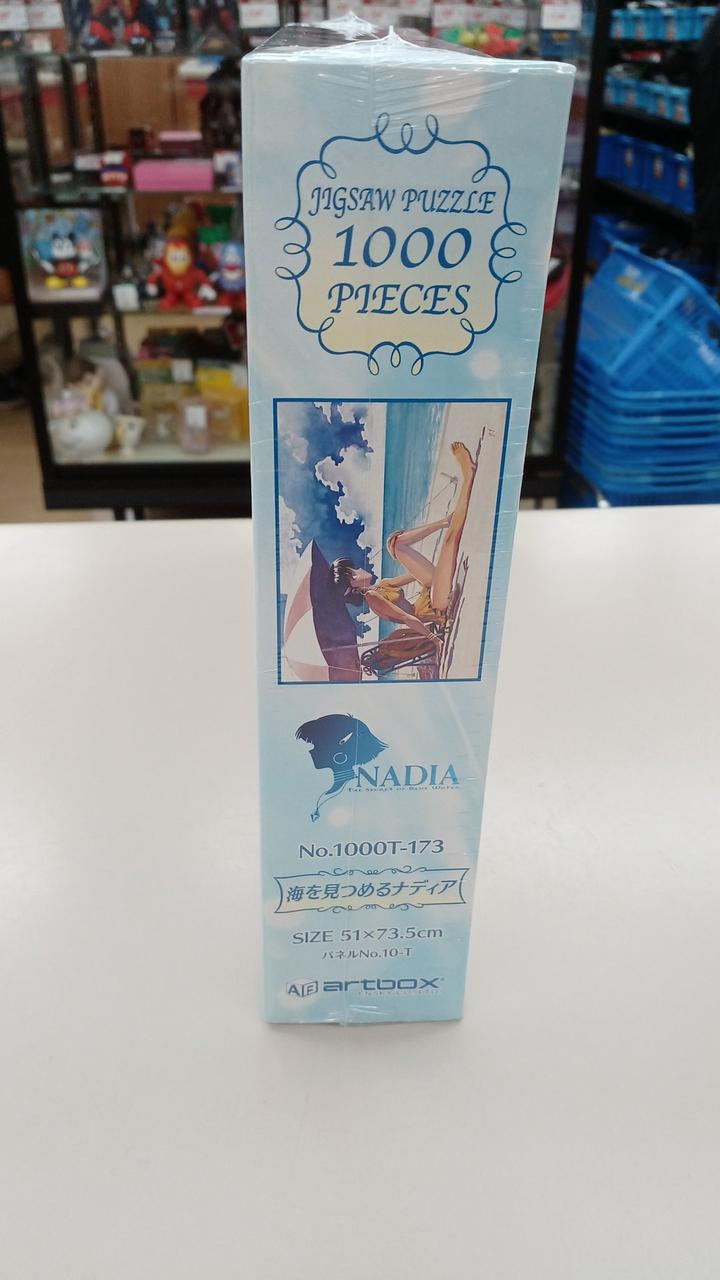 JIGSAW PUZZLE
1000
PIECES
NADIA
THE SECRET OF BLUE WATER
No.1000T-173
海を見つめるナディア
SIZE 51×73.5cm
パネルNo.10-T
artbox